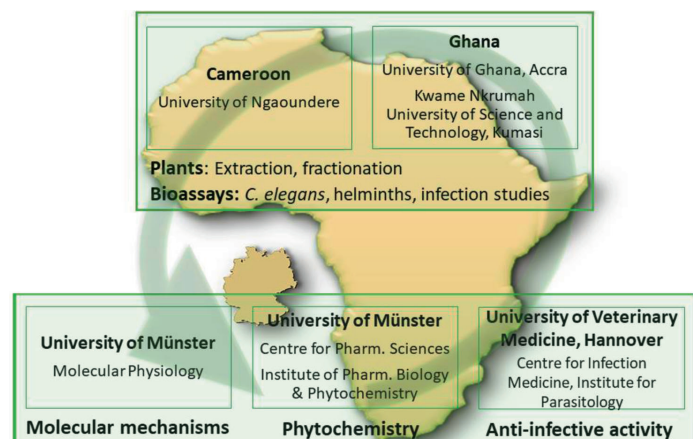 Cameroon
University of Ngaoundere
Ghana
University of Ghana, Accra
Kwame Nkrumah
University of Science and
Technology, Kumasi
Plants: Extraction, fractionation
Bioassays: C. elegans, helminths, infection studies
University of Münster
Molecular Physiology
Molecular mechanisms
University of Münster
Centre for Pharm. Sciences
Institute of Pharm. Biology
& Phytochemistry
Phytochemistry
University of Veterinary
Medicine, Hannover
Centre for Infection
Medicine, Institute for
Parasitology
Anti-infective activity